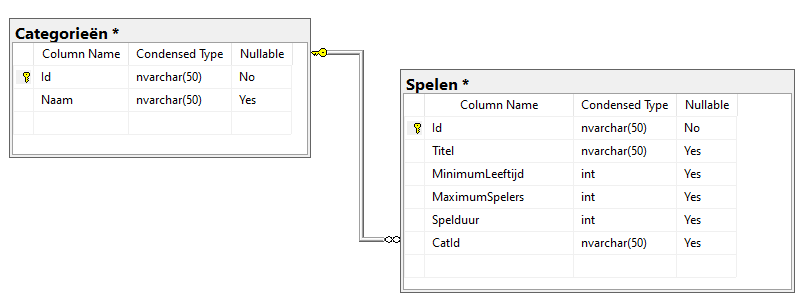 Categorieën *
Column Name Condensed Type Nullable
Id nvarchar(50) No
Naam nvarchar(50) Yes
Spelen *
Column Name Condensed Type Nullable
Id nvarchar(50) No
Titel nvarchar(50) Yes
MinimumLeeftijd int Yes
MaximumSpelers int Yes
Spelduur int Yes
CatId nvarchar(50) Yes